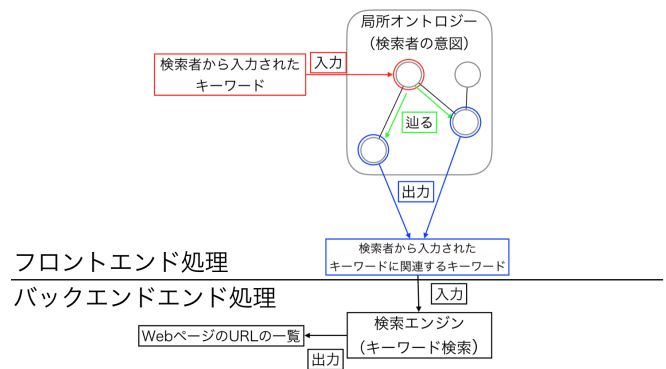 局所オントロジー
（検索者の意図）
検索者から入力された
キーワード
入力
辿る
出力
検索者から入力された
キーワードに関連するキーワード
フロントエンド処理
バックエンドエンド処理
入力
検索エンジン
（キーワード検索）
WebページのURLの一覧
出力